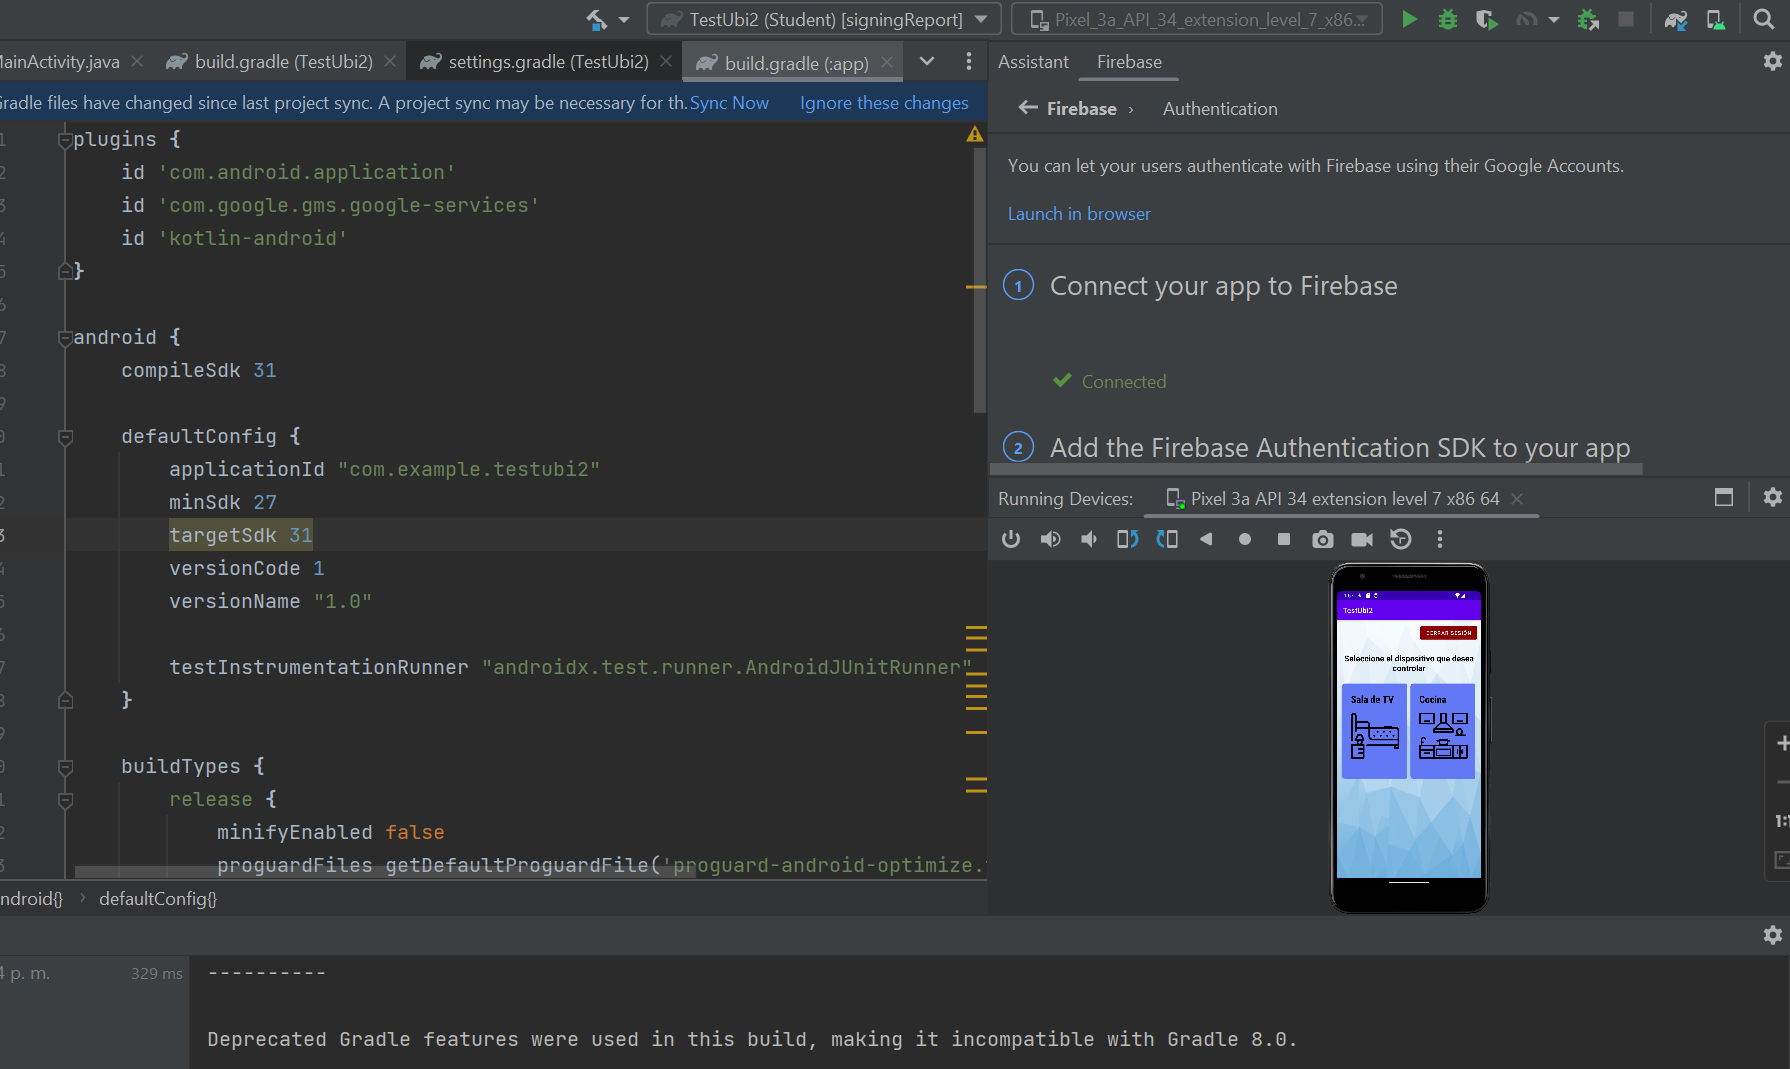 TestUbi2 (Student) [signingReport]
Pixel_3a_API_34_extension_level_7_x86...
MainActivity.java
build.gradle (TestUbi2)
settings.gradle (TestUbi2)
build.gradle (:app)
Gradle files have changed since last project sync. A project sync may be necessary for th. Sync Now Ignore these changes
plugins {
id 'com.android.application'
id 'com.google.gms.google-services'
id 'kotlin-android'
}
android {
compileSdk 31
defaultConfig {
applicationId "com.example.testubi2"
minSdk 27
targetSdk 31
versionCode 1
versionName "1.0"
testInstrumentationRunner "androidx.test.runner.AndroidJUnitRunner"
}
buildTypes {
release {
minifyEnabled false
proguardFiles getDefaultProguardFile('proguard-android-optimize.
android{} › defaultConfig{}
Assistant Firebase
Firebase › Authentication
You can let your users authenticate with Firebase using their Google Accounts.
Launch in browser
1 Connect your app to Firebase
Connected
2 Add the Firebase Authentication SDK to your app
Running Devices: Pixel 3a API 34 extension level 7 x86 64
TestUbi2
CERRAR SESIÓN
Seleccione el dispositivo que desea
controlar
Sala de TV
Cocina
1:1
4 p. m. 329 ms
----------
Deprecated Gradle features were used in this build, making it incompatible with Gradle 8.0.